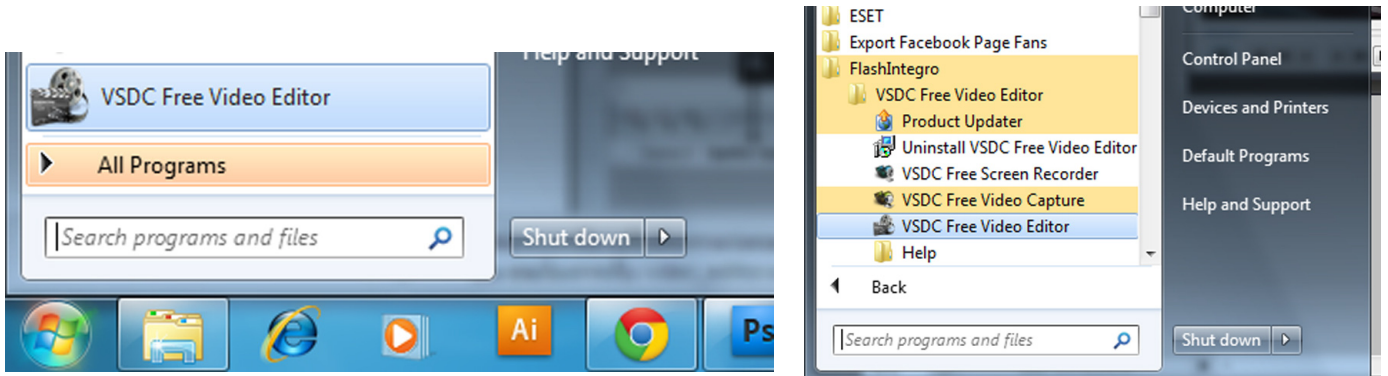 Help and Support
VSDC Free Video Editor
All Programs
Search programs and files
Shut down
Ai
Ps
ESET
Export Facebook Page Fans
FlashIntegro
VSDC Free Video Editor
Product Updater
Uninstall VSDC Free Video Editor
VSDC Free Screen Recorder
VSDC Free Video Capture
VSDC Free Video Editor
Help
Back
Search programs and files
Computer
Control Panel
Devices and Printers
Default Programs
Help and Support
Shut down